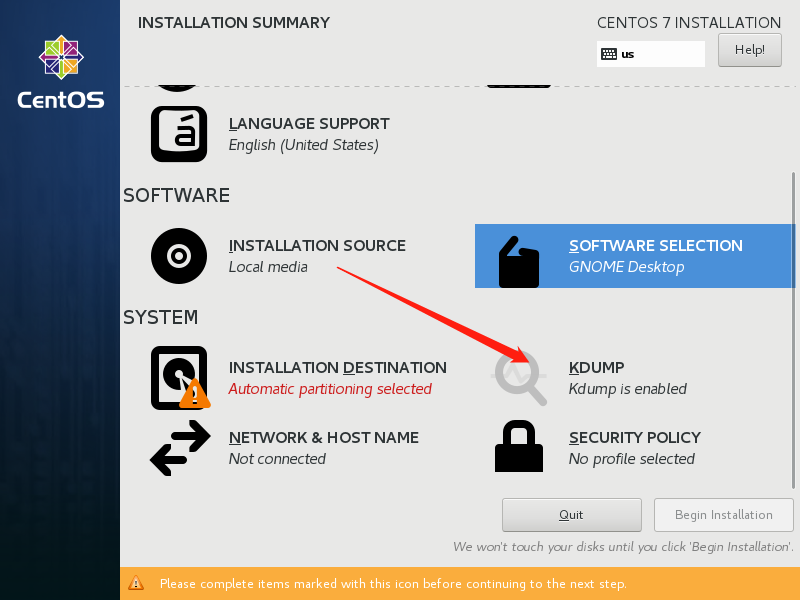 INSTALLATION SUMMARY
CENTOS 7 INSTALLATION
us
Help!
CentOS
LANGUAGE SUPPORT
English (United States)
SOFTWARE
INSTALLATION SOURCE
Local media
SOFTWARE SELECTION
GNOME Desktop
SYSTEM
INSTALLATION DESTINATION
Automatic partitioning selected
KDUMP
Kdump is enabled
NETWORK & HOST NAME
Not connected
SECURITY POLICY
No profile selected
Quit
Begin Installation
We won't touch your disks until you click 'Begin Installation'.
Please complete items marked with this icon before continuing to the next step.